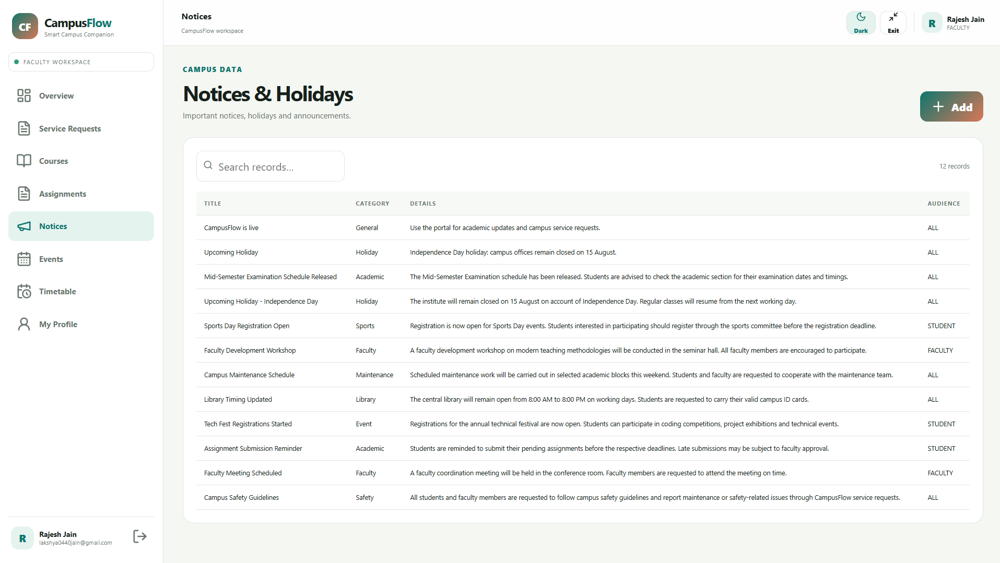 CF
CampusFlow
Smart Campus Companion
FACULTY WORKSPACE
Overview
Service Requests
Courses
Assignments
Notices
Events
Timetable
My Profile
R
Rajesh Jain
lakshya0440jain@gmail.com
Notices
CampusFlow workspace
Dark
Exit
R
Rajesh Jain
FACULTY
CAMPUS DATA
Notices & Holidays
Important notices, holidays and announcements.
+ Add
Search records...
12 records
TITLE CATEGORY DETAILS AUDIENCE
CampusFlow is live General Use the portal for academic updates and campus service requests. ALL
Upcoming Holiday Holiday Independence Day holiday: campus offices remain closed on 15 August. ALL
Mid-Semester Examination Schedule Released Academic The Mid-Semester Examination schedule has been released. Students are advised to check the academic section for their examination dates and timings. ALL
Upcoming Holiday - Independence Day Holiday The institute will remain closed on 15 August on account of Independence Day. Regular classes will resume from the next working day. ALL
Sports Day Registration Open Sports Registration is now open for Sports Day events. Students interested in participating should register through the sports committee before the registration deadline. STUDENT
Faculty Development Workshop Faculty A faculty development workshop on modern teaching methodologies will be conducted in the seminar hall. All faculty members are encouraged to participate. FACULTY
Campus Maintenance Schedule Maintenance Scheduled maintenance work will be carried out in selected academic blocks this weekend. Students and faculty are requested to cooperate with the maintenance team. ALL
Library Timing Updated Library The central library will remain open from 8:00 AM to 8:00 PM on working days. Students are requested to carry their valid campus ID cards. ALL
Tech Fest Registrations Started Event Registrations for the annual technical festival are now open. Students can participate in coding competitions, project exhibitions and technical events. STUDENT
Assignment Submission Reminder Academic Students are reminded to submit their pending assignments before the respective deadlines. Late submissions may be subject to faculty approval. STUDENT
Faculty Meeting Scheduled Faculty A faculty coordination meeting will be held in the conference room. Faculty members are requested to attend the meeting on time. FACULTY
Campus Safety Guidelines Safety All students and faculty members are requested to follow campus safety guidelines and report maintenance or safety-related issues through CampusFlow service requests. ALL